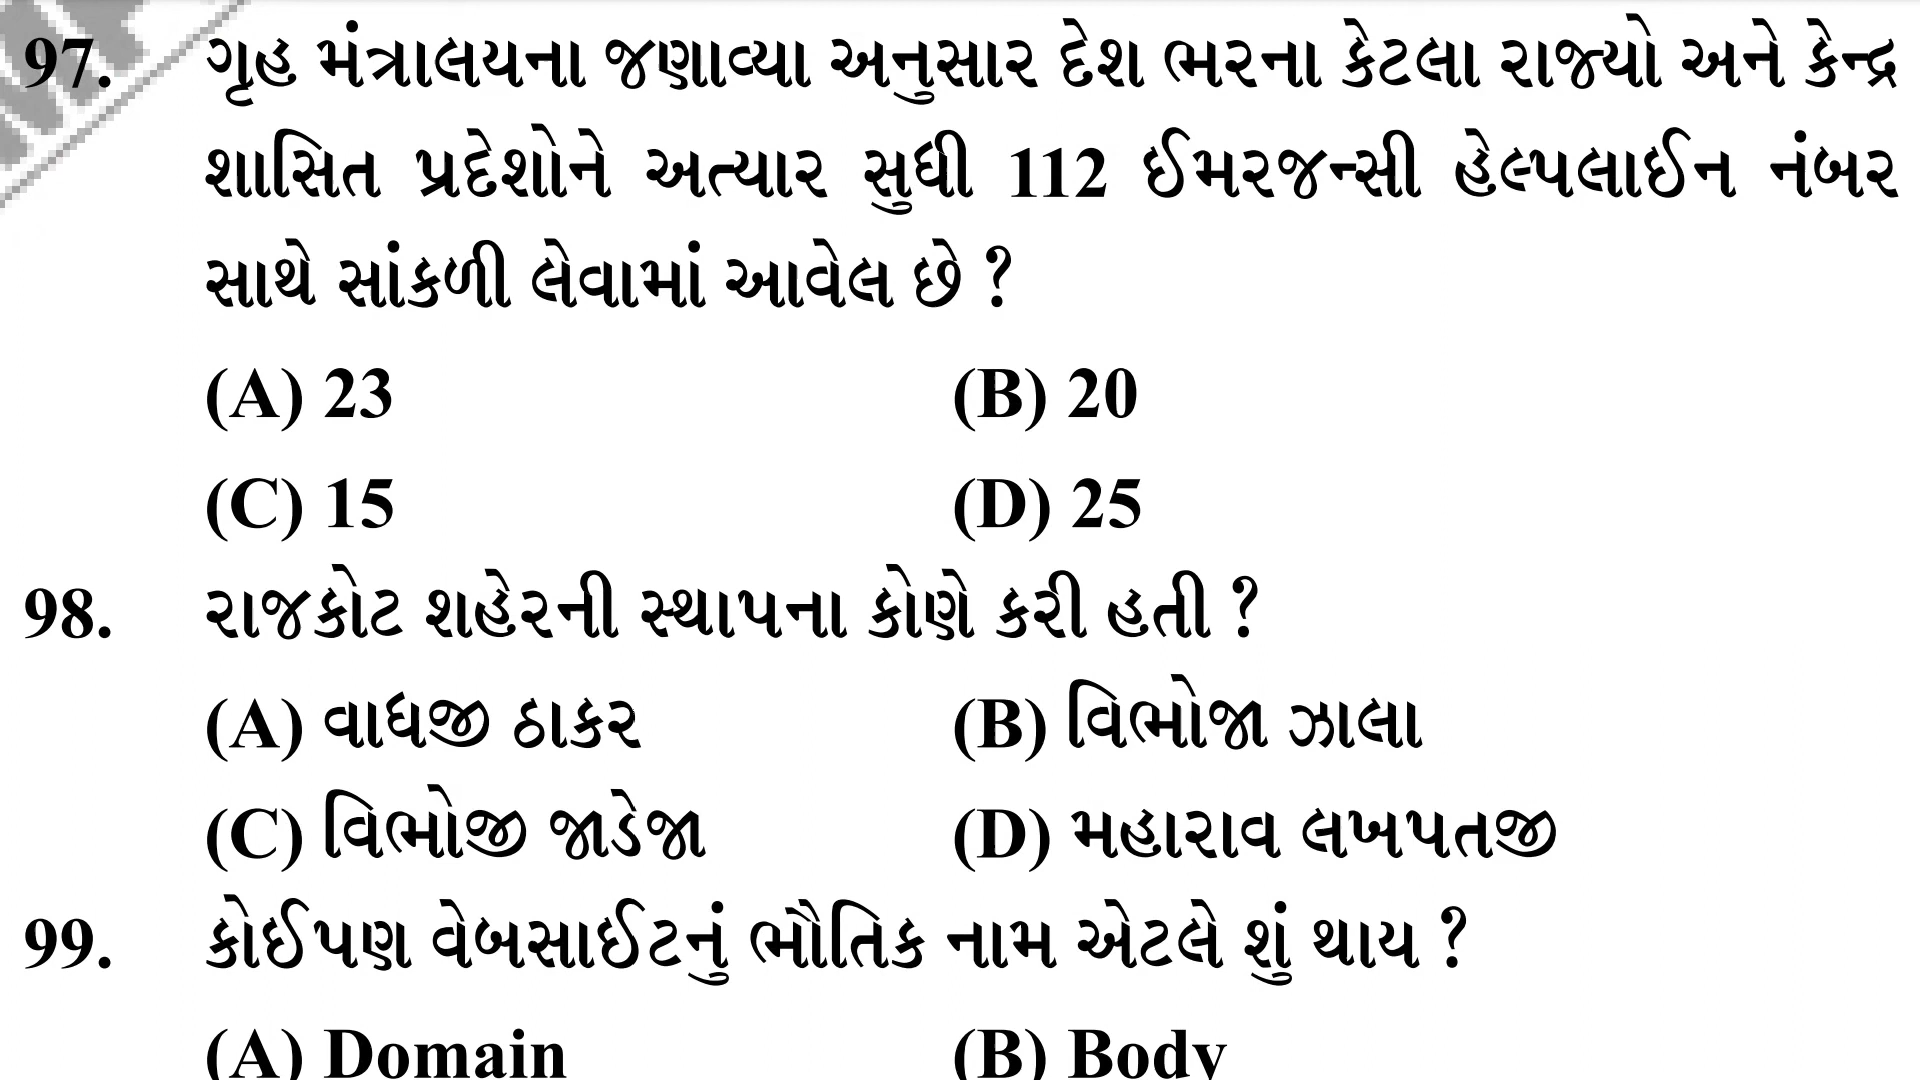 97. ગૃહ મંત્રાલયના જણાવ્યા અનુસાર દેશ ભરના કેટલા રાજ્યો અને કેન્દ્ર
શાસિત પ્રદેશોને અત્યાર સુધી 112 ઈમરજન્સી હેલ્પલાઈન નંબર
સાથે સાંકળી લેવામાં આવેલ છે ?
(A) 23 (B) 20
(C) 15 (D) 25
98. રાજકોટ શહેરની સ્થાપના કોણે કરી હતી ?
(A) વાઘજી ઠાકર (B) વિભોજા ઝાલા
(C) વિભોજી જાડેજા (D) મહારાવ લખપતજી
99. કોઈપણ વેબસાઈટનું ભૌતિક નામ એટલે શું થાય ?
(A) Domain (B) Body